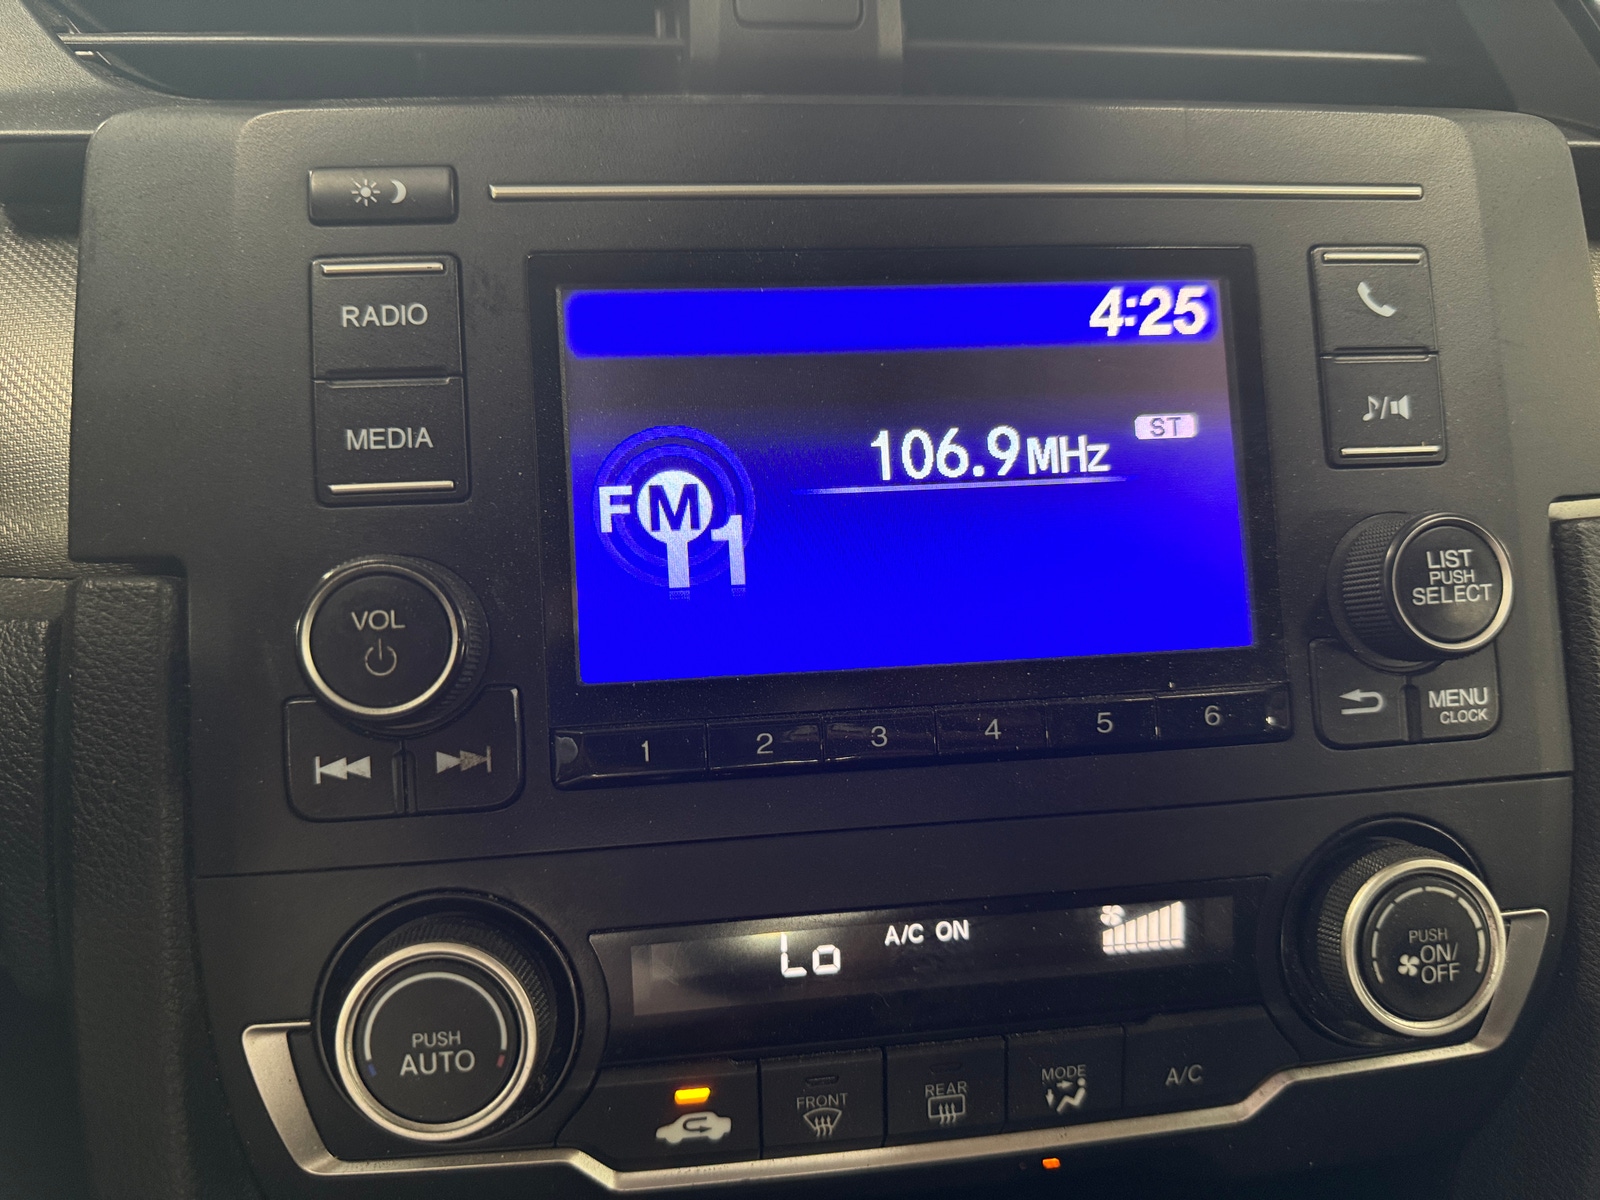 4:25
RADIO
MEDIA
106.9MHz
ST
FM1
LIST
PUSH
SELECT
VOL
MENU
CLOCK
1 2 3 4 5 6
Lo
A/C ON
PUSH
ON/
OFF
PUSH
AUTO
FRONT
REAR
MODE
A/C